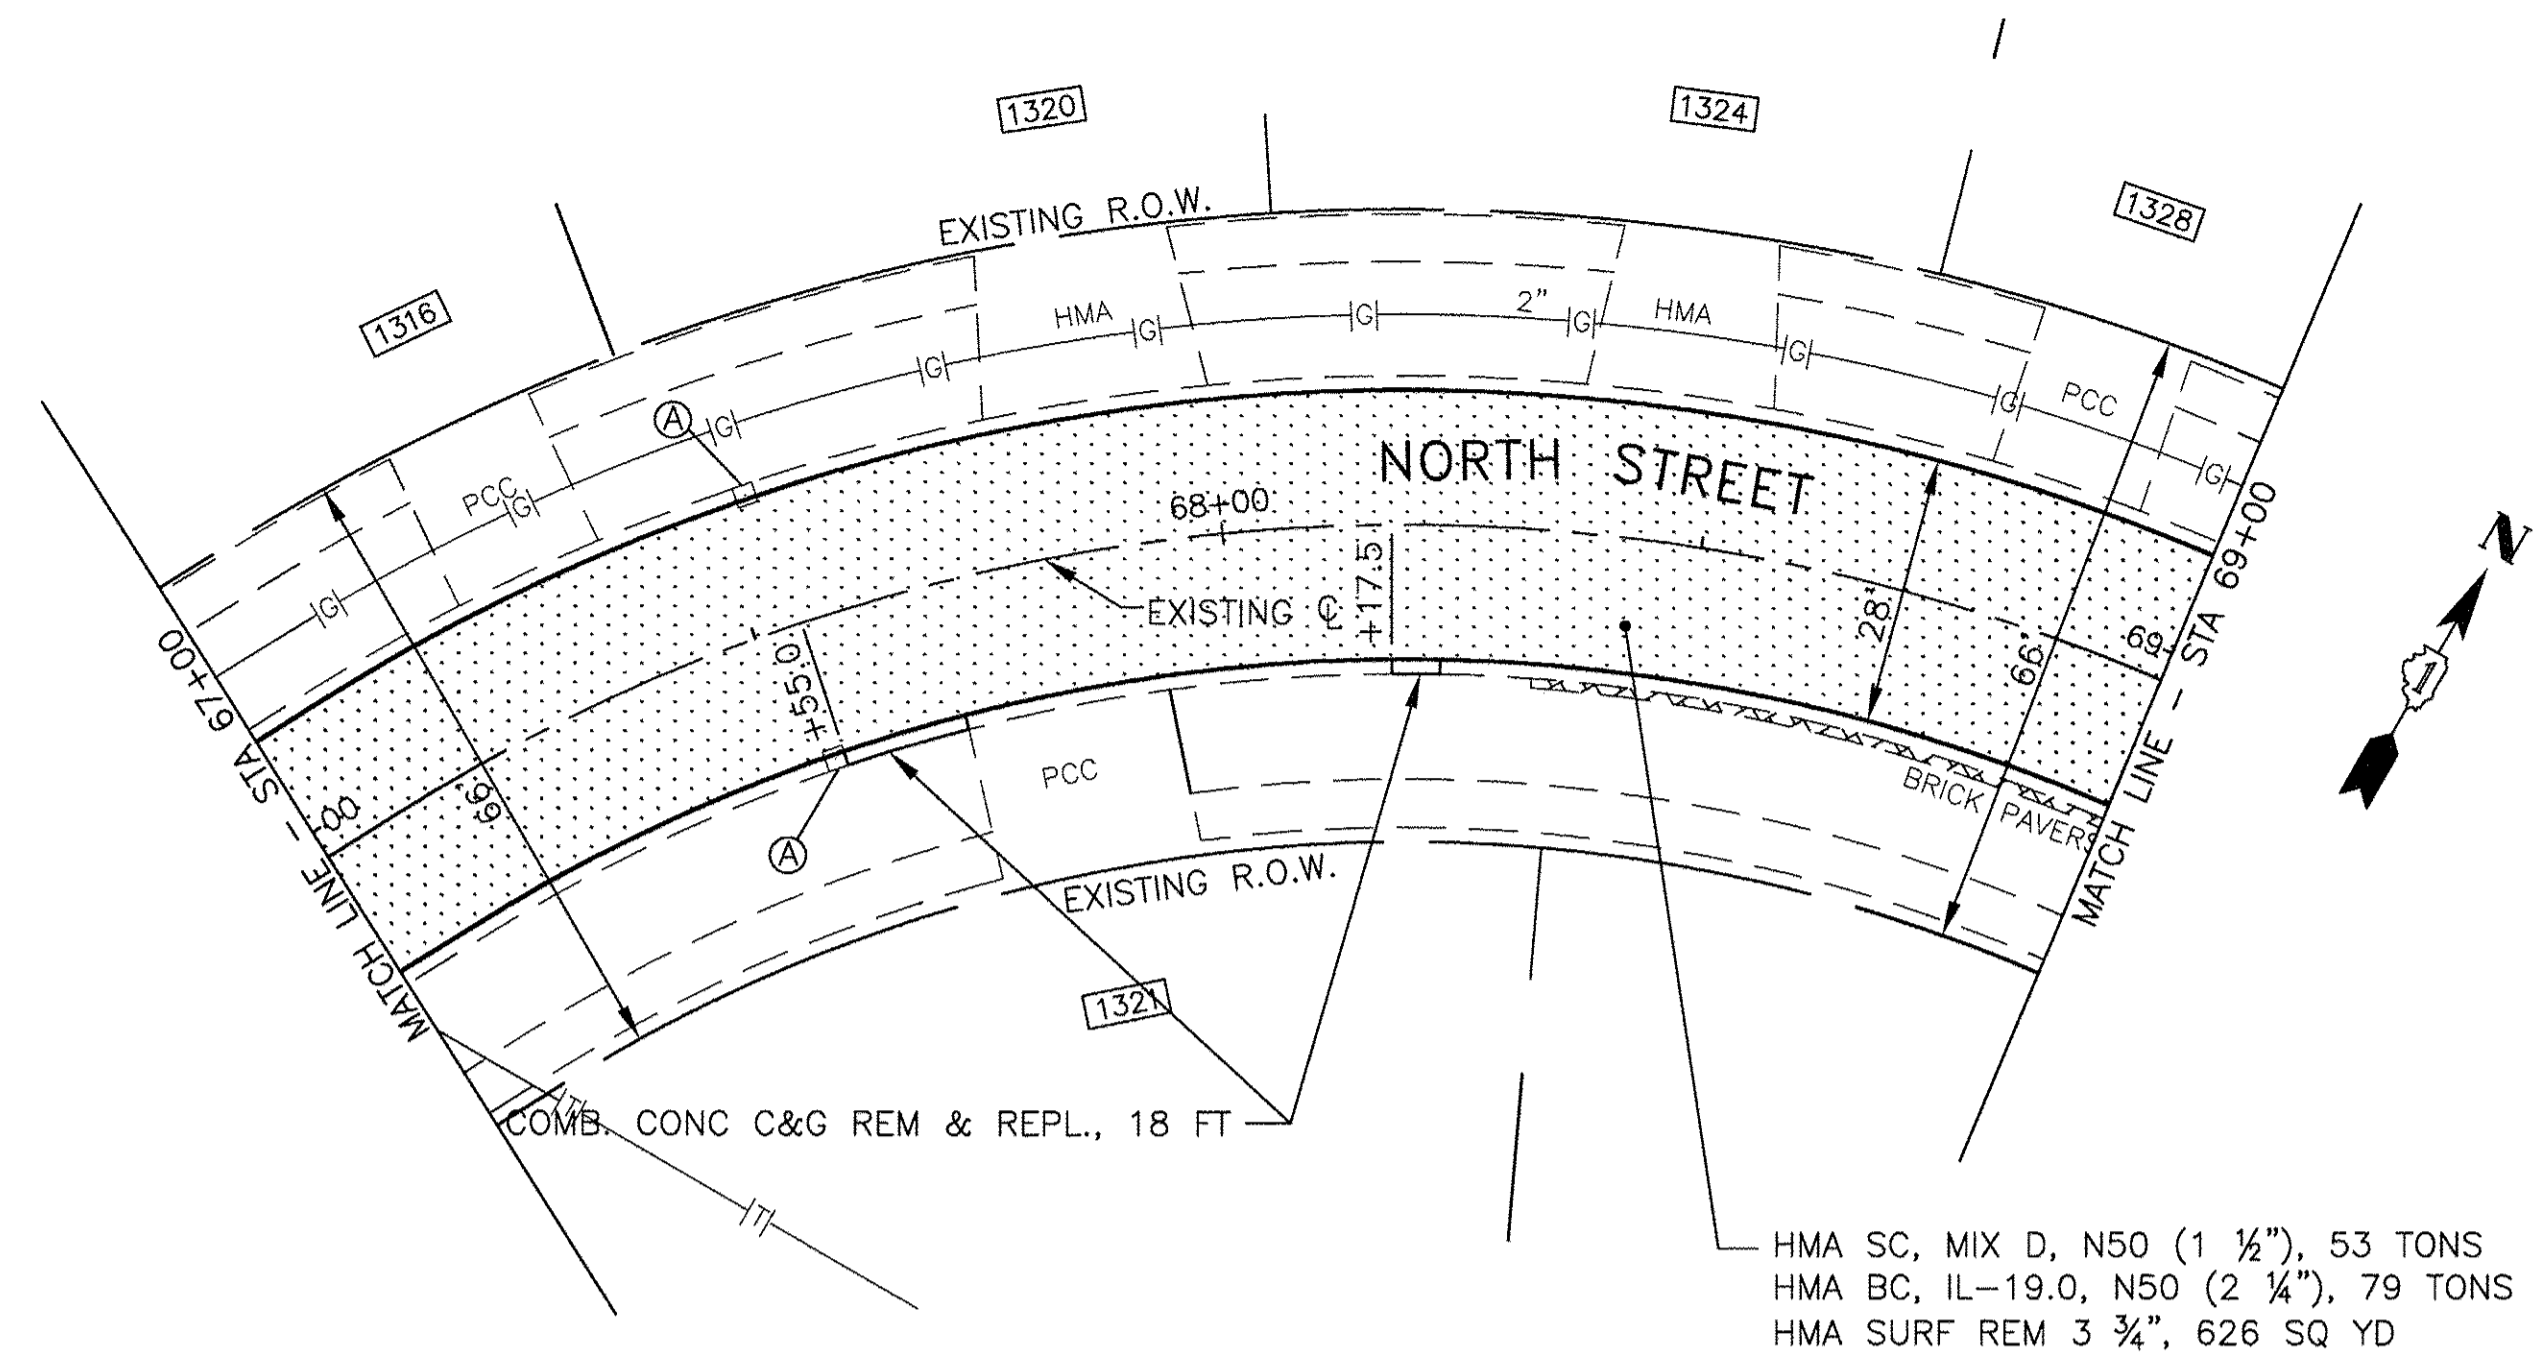 1320
1324
1328
1316
EXISTING R.O.W.
HMA
2"
HMA
PCC
PCC
G
G
G
G
G
G
G
G
G
G
A
NORTH STREET
68+00
EXISTING ℄
+17.5
+55.0
28'
66'
66'
69
00
MATCH LINE – STA 67+00
MATCH LINE – STA 69+00
N
1
PCC
A
BRICK PAVERS
EXISTING R.O.W.
1321
T
COMB. CONC C&G REM & REPL., 18 FT
T
HMA SC, MIX D, N50 (1 ½"), 53 TONS
HMA BC, IL–19.0, N50 (2 ¼"), 79 TONS
HMA SURF REM 3 ¾", 626 SQ YD